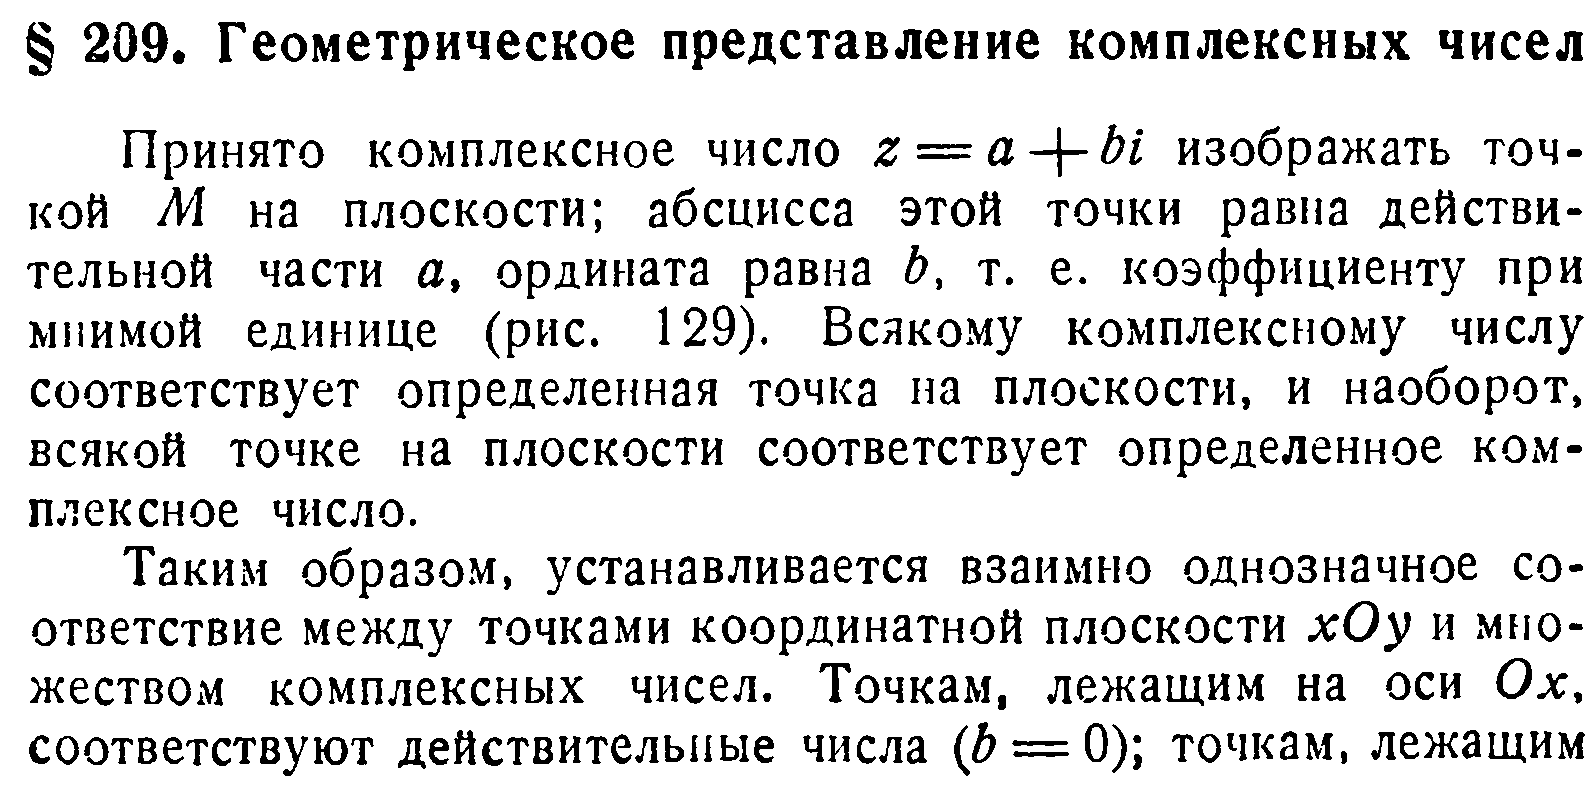 § 209. Геометрическое представление комплексных чисел
Принято комплексное число z = a + bi изображать точ-
кой M на плоскости; абсцисса этой точки равна действи-
тельной части a, ордината равна b, т. е. коэффициенту при
мнимой единице (рис. 129). Всякому комплексному числу
соответствует определенная точка на плоскости, и наоборот,
всякой точке на плоскости соответствует определенное ком-
плексное число.
Таким образом, устанавливается взаимно однозначное со-
ответствие между точками координатной плоскости xOy и мно-
жеством комплексных чисел. Точкам, лежащим на оси Ox,
соответствуют действительные числа (b = 0); точкам, лежащим